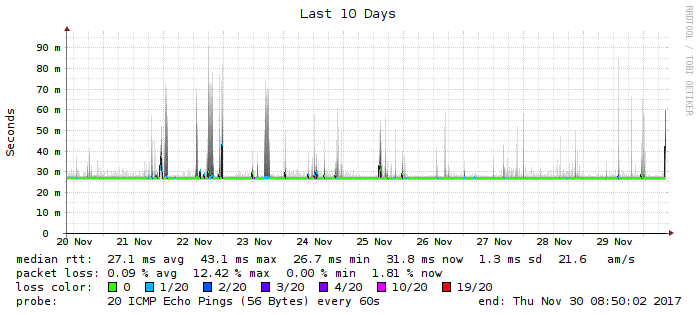 Last 10 Days
RRDTOOL / TOBI OETIKER
Seconds
90 m
80 m
70 m
60 m
50 m
40 m
30 m
20 m
10 m
0
20 Nov 21 Nov 22 Nov 23 Nov 24 Nov 25 Nov 26 Nov 27 Nov 28 Nov 29 Nov
median rtt: 27.1 ms avg 43.1 ms max 26.7 ms min 31.8 ms now 1.3 ms sd 21.6 am/s
packet loss: 0.09 % avg 12.42 % max 0.00 % min 1.81 % now
loss color: 0 1/20 2/20 3/20 4/20 10/20 19/20
probe: 20 ICMP Echo Pings (56 Bytes) every 60s end: Thu Nov 30 08:50:02 2017